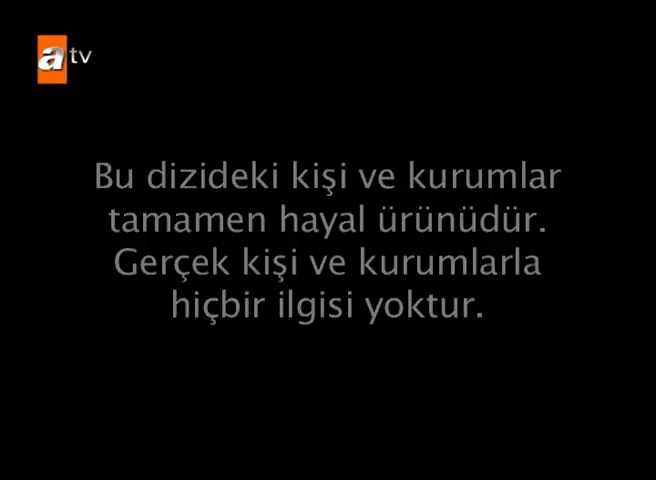 atv
Bu dizideki kişi ve kurumlar
tamamen hayal ürünüdür.
Gerçek kişi ve kurumlarla
hiçbir ilgisi yoktur.